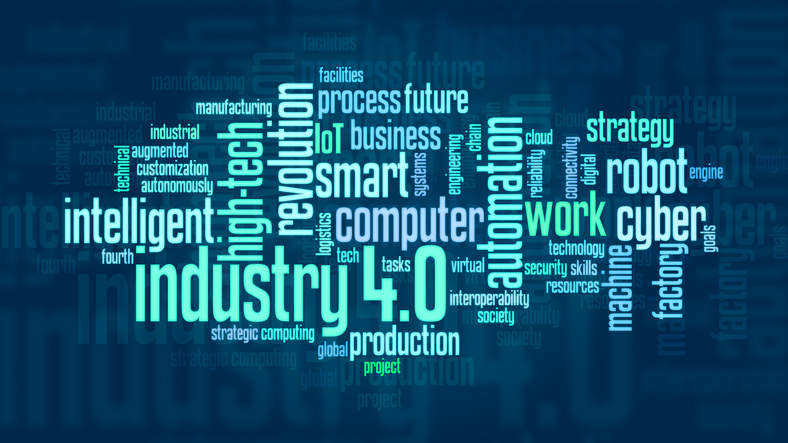 facilities
process future
manufacturing
revolution
IoT business
industrial
high-tech
technical
augmented
customization
autonomously
smart
systems
engineering
chain
automation
cloud
reliability
connectivity
digital
strategy
robot
engine
intelligent
logistics
computer
work
cyber
goals
fourth
industry 4.0
tech
tasks
virtual
technology
security skills
resources
machine
factory
interoperability
society
strategic computing
global
production
project